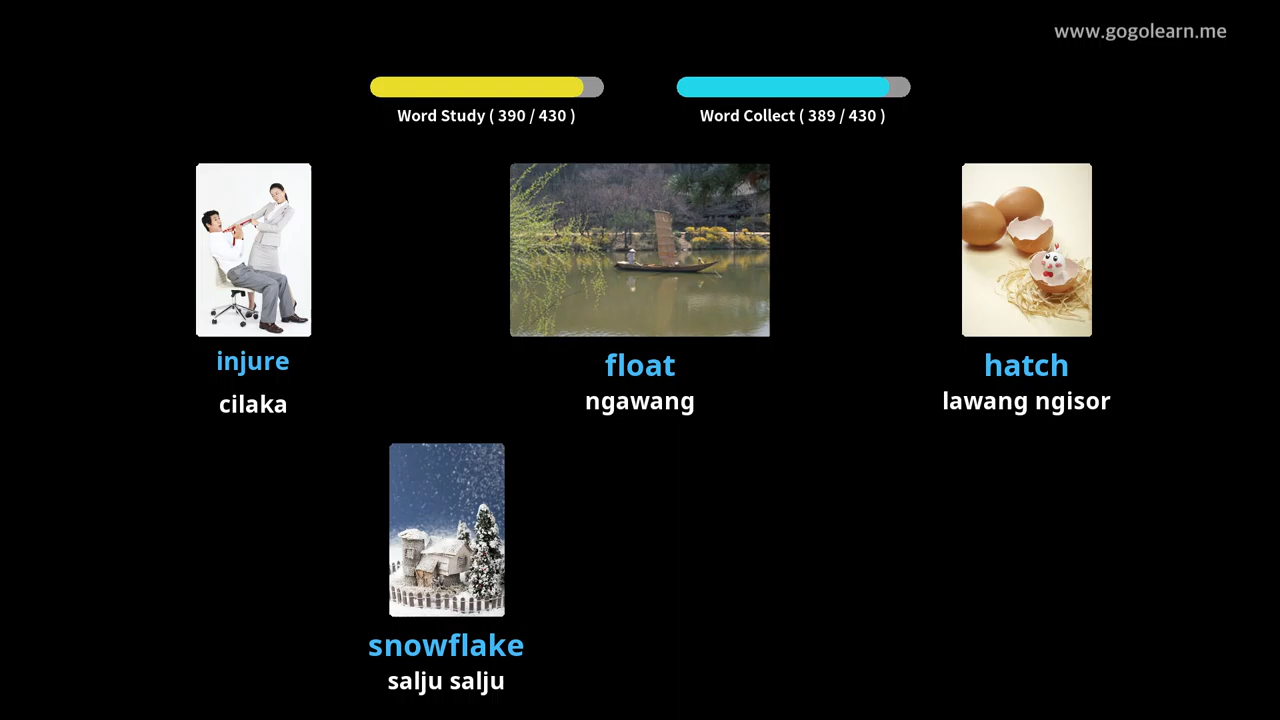 www.gogolearn.me
Word Study ( 390 / 430 )
Word Collect ( 389 / 430 )
injure
cilaka
float
ngawang
hatch
lawang ngisor
snowflake
salju salju